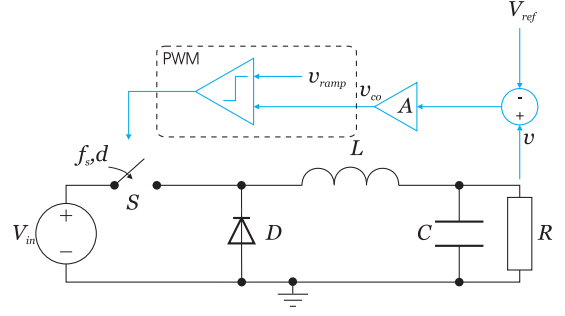 V_ref
PWM
v_ramp
v_co
A
-
+
v
f_s,d
L
S
+
V_in
−
D
C
R